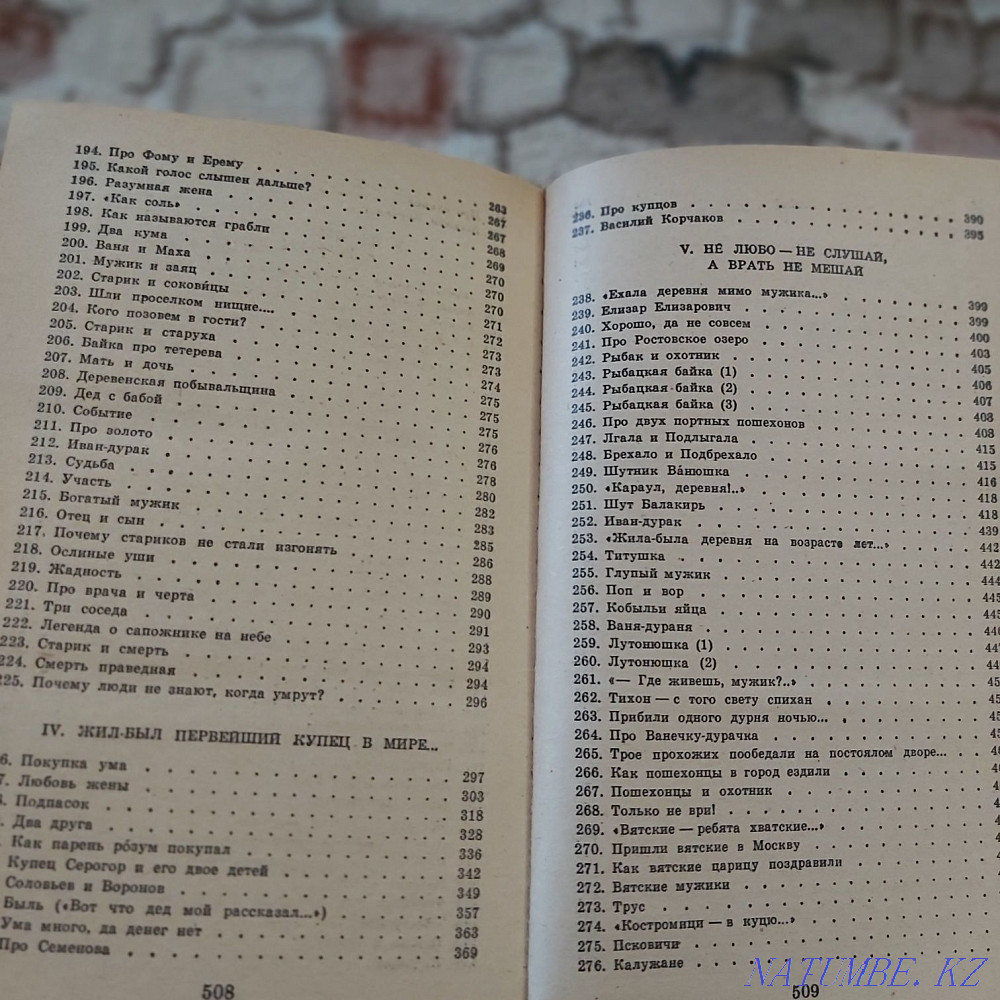 194. Про Фому и Ерему . . . 263
195. Какой голос слышен дальше? . . . 267
196. Разумная жена . . . 267
197. «Как соль» . . . 268
198. Как называются грабли . . . 269
199. Два кума . . . 270
200. Ваня и Маха . . . 270
201. Мужик и заяц . . . 270
202. Старик и соковицы . . . 271
203. Шли проселком нищие.... . . . 272
204. Кого позовем в гости? . . . 273
205. Старик и старуха . . . 273
206. Байка про тетерева . . . 274
207. Мать и дочь . . . 275
208. Деревенская побывальщина . . . 275
209. Дед с бабой . . . 275
210. Событие . . . 276
211. Про золото . . . 276
212. Иван-дурак . . . 278
213. Судьба . . . 280
214. Участь . . . 282
215. Богатый мужик . . . 283
216. Отец и сын . . . 285
217. Почему стариков не стали изгонять . . . 286
218. Ослиные уши . . . 288
219. Жадность . . . 289
220. Про врача и черта . . . 290
221. Три соседа . . . 291
222. Легенда о сапожнике на небе . . . 293
223. Старик и смерть . . . 294
224. Смерть праведная . . . 294
225. Почему люди не знают, когда умрут? . . . 296
IV. ЖИЛ-БЫЛ ПЕРВЕЙШИЙ КУПЕЦ В МИРЕ...
6. Покупка ума . . . 297
7. Любовь жены . . . 303
Подпасок . . . 318
Два друга . . . 328
Как парень ро́зум покупал . . . 336
Купец Серогор и его двое детей . . . 342
Соловьев и Воронов . . . 349
Быль («Вот что дед мой рассказал...») . . . 357
Ума много, да денег нет . . . 363
Про Семенова . . . 369
508
236. Про купцов . . . 390
237. Василий Корчаков . . . 395
V. НЕ ЛЮБО — НЕ СЛУШАЙ,
А ВРАТЬ НЕ МЕШАЙ
238. «Ехала деревня мимо мужика...» . . . 399
239. Елизар Елизарович . . . 399
240. Хорошо, да не совсем . . . 400
241. Про Ростовское озеро . . . 403
242. Рыбак и охотник . . . 405
243. Рыбацкая байка (1) . . . 406
244. Рыбацкая байка (2) . . . 407
245. Рыбацкая байка (3) . . . 408
246. Про двух портных пошехонов . . . 408
247. Лгала и Подлыгала . . . 415
248. Брехало и Подбрехало . . . 415
249. Шутник Ванюшка . . . 416
250. «Караул, деревня!..» . . . 418
251. Шут Балакирь . . . 418
252. Иван-дурак . . . 439
253. «Жила-была деревня на возрасте лет...» . . . 442
254. Титушка . . . 442
255. Глупый мужик . . . 444
256. Поп и вор . . . 445
257. Кобыльи яйца . . . 445
258. Ваня-дураня . . .
259. Лутонюшка (1) . . .
260. Лутонюшка (2) . . .
261. «— Где живешь, мужик?..» . . .
262. Тихон — с того свету спихан . . .
263. Прибили одного дурня ночью... . . .
264. Про Ванечку-дурачка . . .
265. Трое прохожих пообедали на постоялом дворе... . . .
266. Как пошехонцы в город ездили . . .
267. Пошехонцы и охотник . . .
268. Только не ври! . . .
269. «Вятские — ребята хватские...» . . .
270. Пришли вятские в Москву . . .
271. Как вятские царицу поздравили . . .
272. Вятские мужики . . .
273. Трус . . .
274. «Костромици — в куцю...» . . .
275. Псковичи . . .
276. Калужане . . .
509
NATUMBE. KZ